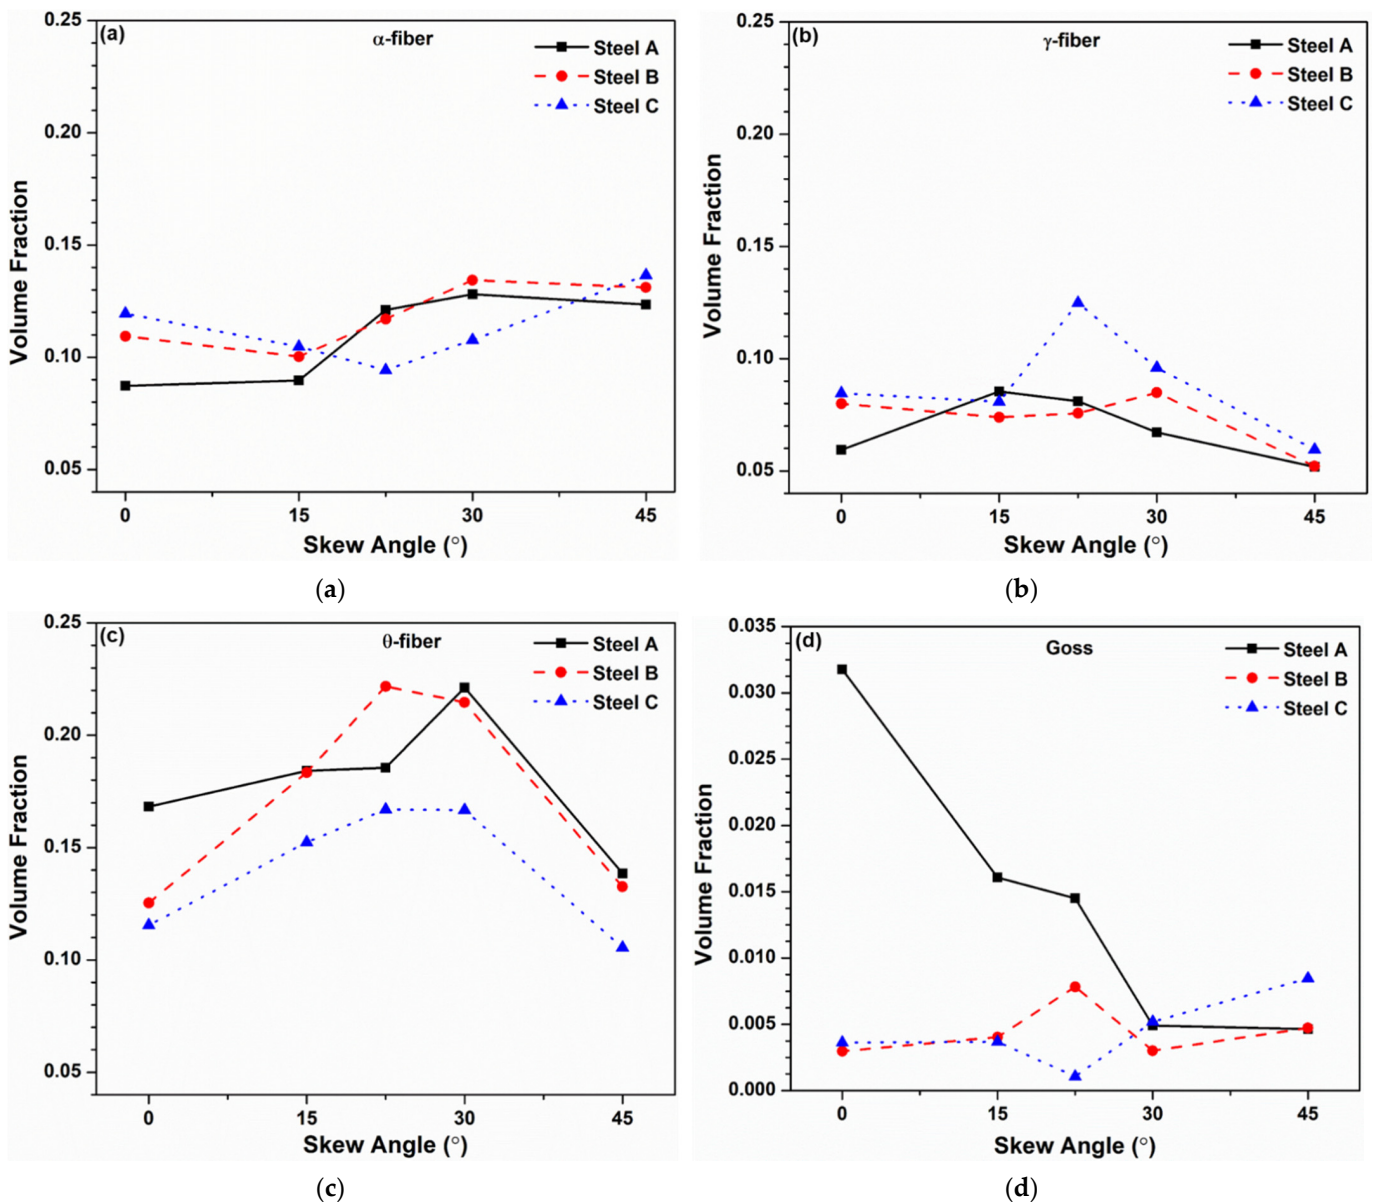 (a)
α-fiber
Steel A
Steel B
Steel C
0.25
0.20
0.15
0.10
0.05
Volume Fraction
0 15 30 45
Skew Angle (°)
(a)
(b)
γ-fiber
Steel A
Steel B
Steel C
0.25
0.20
0.15
0.10
0.05
Volume Fraction
0 15 30 45
Skew Angle (°)
(b)
(c)
θ-fiber
Steel A
Steel B
Steel C
0.25
0.20
0.15
0.10
0.05
Volume Fraction
0 15 30 45
Skew Angle (°)
(c)
(d)
Goss
Steel A
Steel B
Steel C
0.035
0.030
0.025
0.020
0.015
0.010
0.005
0.000
Volume Fraction
0 15 30 45
Skew Angle (°)
(d)